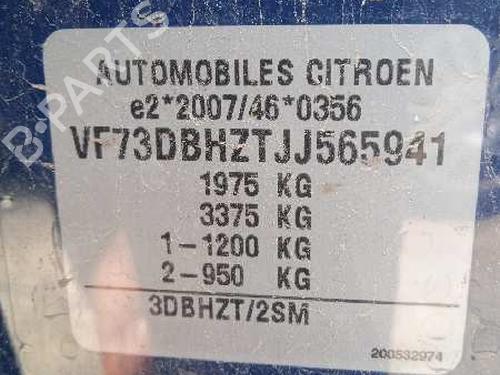 B-PARTS
AUTOMOBILES CITROEN
e2*2007/46*0356
VF73DBHZTJJ565941
1975 KG
3375 KG
1-1200 KG
2-950 KG
3DBHZT/2SM
200532974